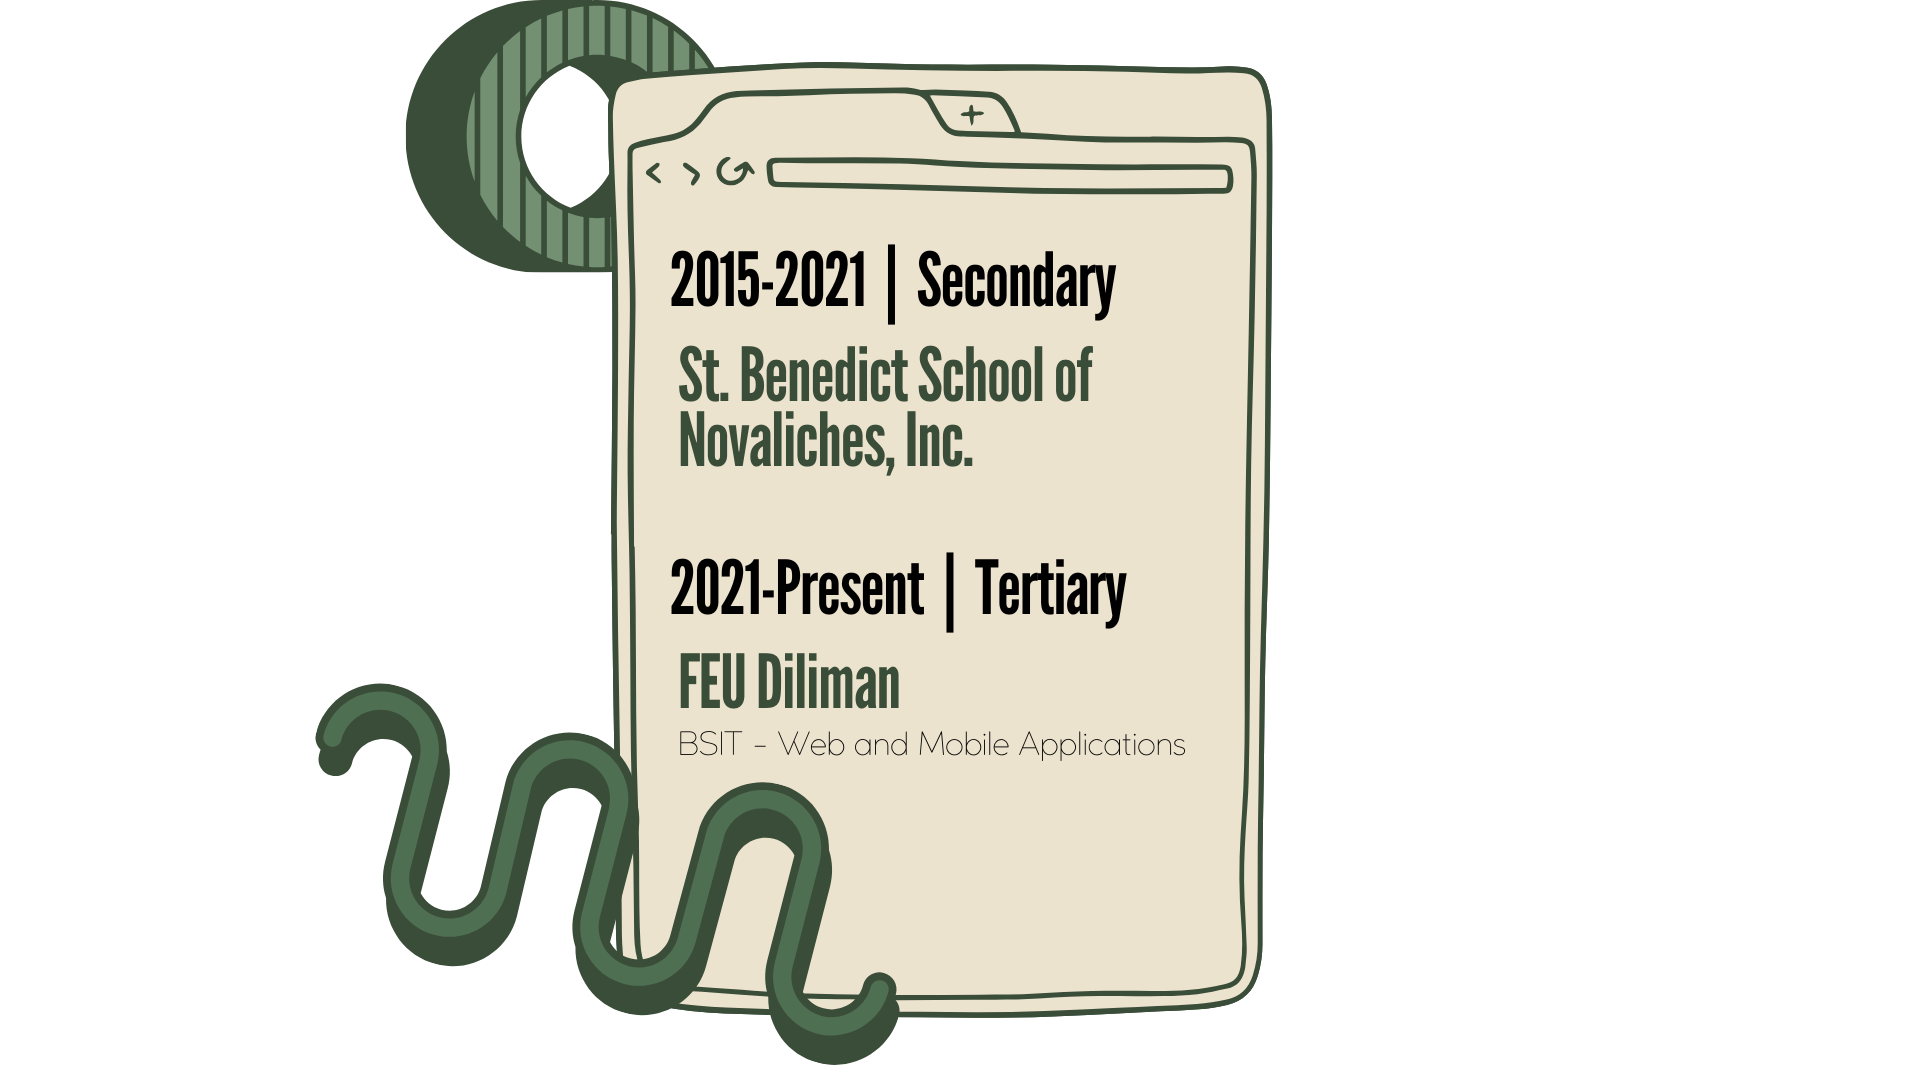 2015-2021 | Secondary
St. Benedict School of
Novaliches, Inc.
2021-Present | Tertiary
FEU Diliman
BSIT - Web and Mobile Applications